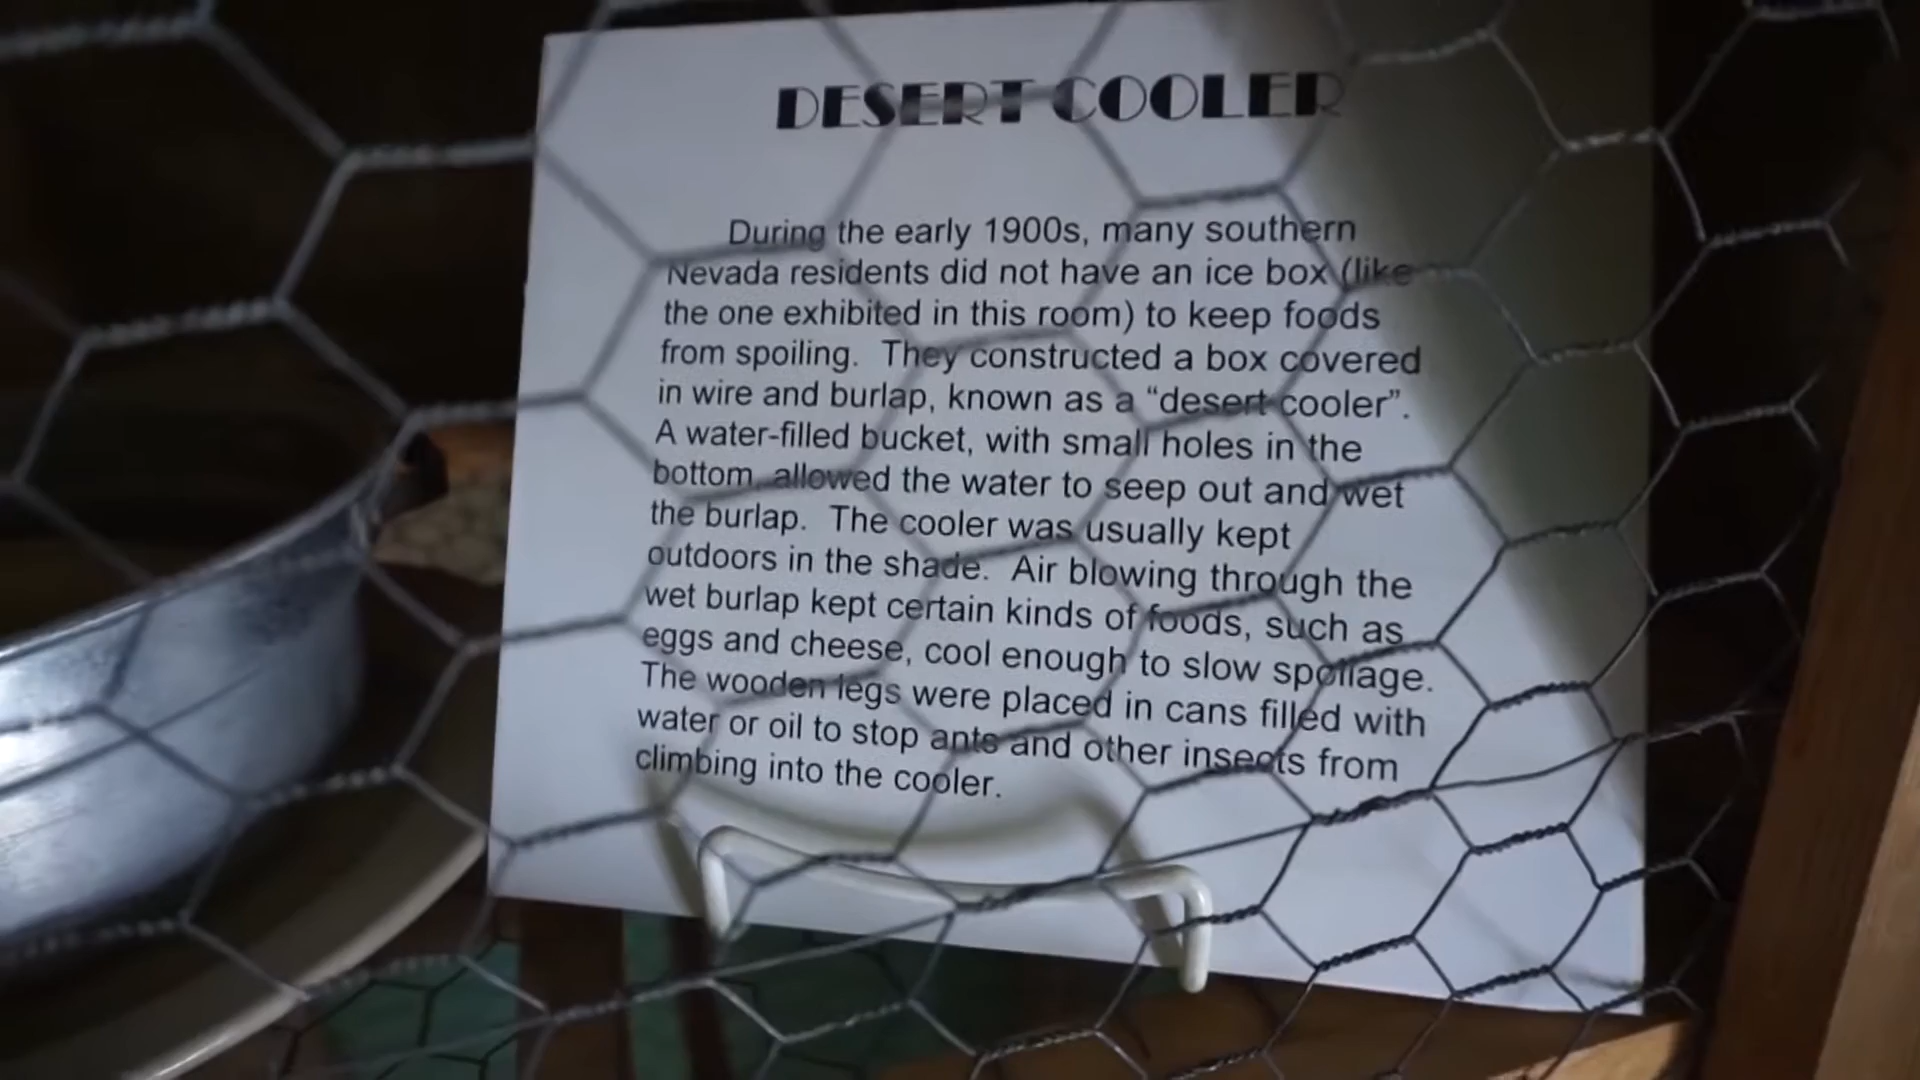 DESERT COOLER
During the early 1900s, many southern
Nevada residents did not have an ice box (like
the one exhibited in this room) to keep foods
from spoiling. They constructed a box covered
in wire and burlap, known as a “desert cooler”.
A water-filled bucket, with small holes in the
bottom, allowed the water to seep out and wet
the burlap. The cooler was usually kept
outdoors in the shade. Air blowing through the
wet burlap kept certain kinds of foods, such as
eggs and cheese, cool enough to slow spoilage.
The wooden legs were placed in cans filled with
water or oil to stop ants and other insects from
climbing into the cooler.